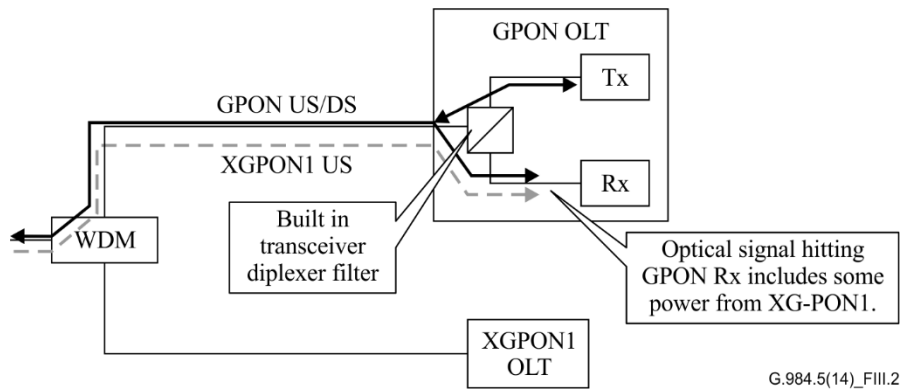 GPON OLT
Tx
GPON US/DS
XGPON1 US
Rx
Built in
transceiver
diplexer filter
WDM
Optical signal hitting
GPON Rx includes some
power from XG-PON1.
XGPON1
OLT
G.984.5(14)_FIII.2